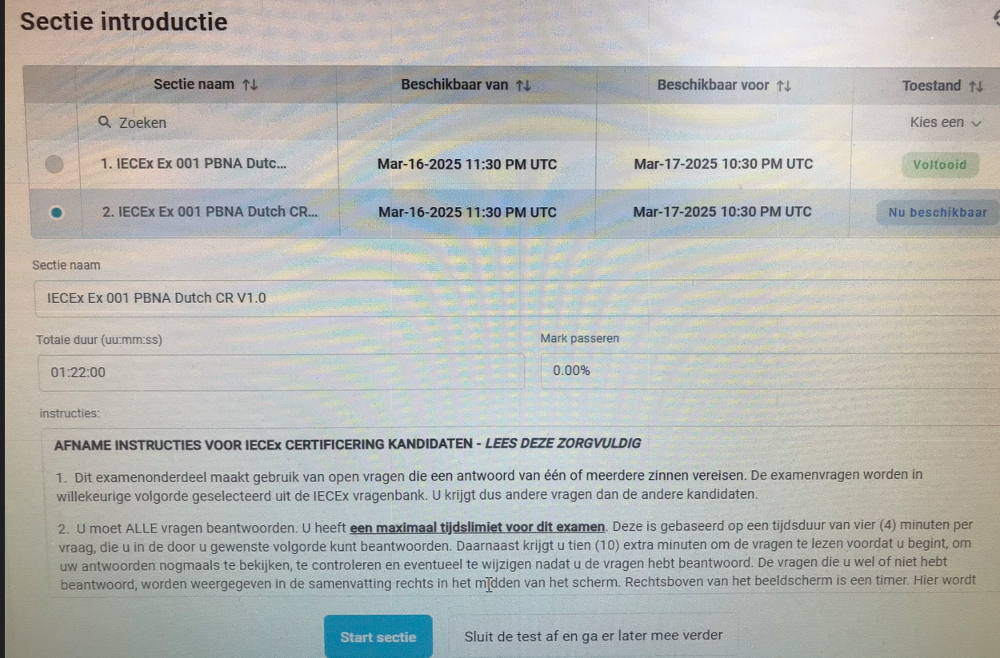 Sectie introductie
Sectie naam ↑↓ Beschikbaar van ↑↓ Beschikbaar voor ↑↓ Toestand ↑↓
Zoeken Kies een
1. IECEx Ex 001 PBNA Dutc... Mar-16-2025 11:30 PM UTC Mar-17-2025 10:30 PM UTC Voltooid
2. IECEx Ex 001 PBNA Dutch CR... Mar-16-2025 11:30 PM UTC Mar-17-2025 10:30 PM UTC Nu beschikbaar
Sectie naam
IECEx Ex 001 PBNA Dutch CR V1.0
Totale duur (uu:mm:ss) Mark passeren
01:22:00 0.00%
instructies:
AFNAME INSTRUCTIES VOOR IECEx CERTIFICERING KANDIDATEN - LEES DEZE ZORGVULDIG
1. Dit examenonderdeel maakt gebruik van open vragen die een antwoord van één of meerdere zinnen vereisen. De examenvragen worden in
willekeurige volgorde geselecteerd uit de IECEx vragenbank. U krijgt dus andere vragen dan de andere kandidaten.
2. U moet ALLE vragen beantwoorden. U heeft een maximaal tijdslimiet voor dit examen. Deze is gebaseerd op een tijdsduur van vier (4) minuten per
vraag, die u in de door u gewenste volgorde kunt beantwoorden. Daarnaast krijgt u tien (10) extra minuten om de vragen te lezen voordat u begint, om
uw antwoorden nogmaals te bekijken, te controleren en eventueel te wijzigen nadat u de vragen hebt beantwoord. De vragen die u wel of niet hebt
beantwoord, worden weergegeven in de samenvatting rechts in het midden van het scherm. Rechtsboven van het beeldscherm is een timer. Hier wordt
Start sectie Sluit de test af en ga er later mee verder